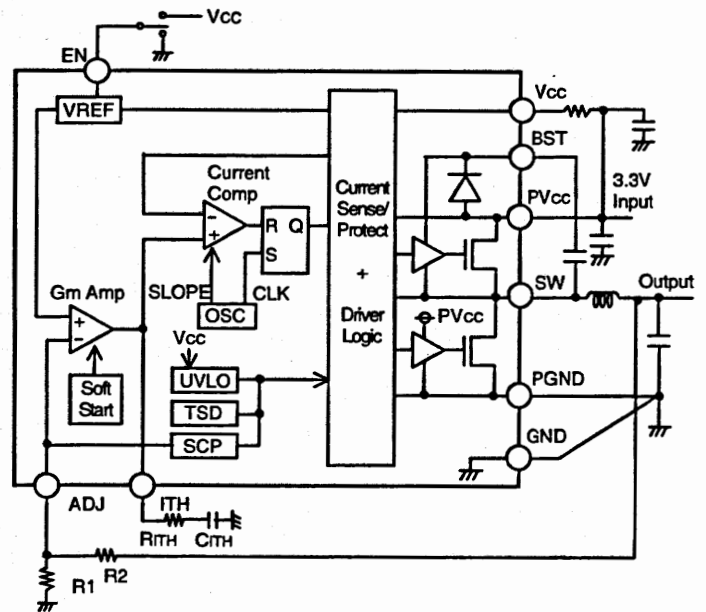 Vcc
EN
VREF
Vcc
BST
3.3V
Input
PVcc
Current
Comp
Current
Sense/
Protect
+
Driver
Logic
-
+
R Q
S
SLOPE
CLK
OSC
SW
Output
Gm Amp
+
-
Soft
Start
Vcc
PVcc
UVLO
TSD
SCP
PGND
GND
ADJ
ITH
RITH
CITH
R2
R1